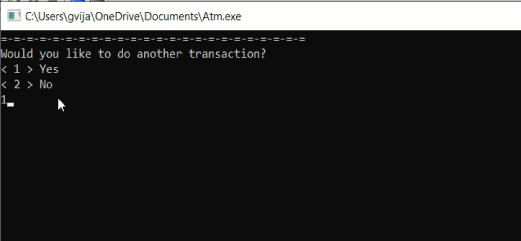 C:\Users\gvija\OneDrive\Documents\Atm.exe
=-=-=-=-=-=-=-=-=-=-=-=-=-=-=-=-=-=-=-=-=-=-=-=-=
Would you like to do another transaction?
< 1 > Yes
< 2 > No
1